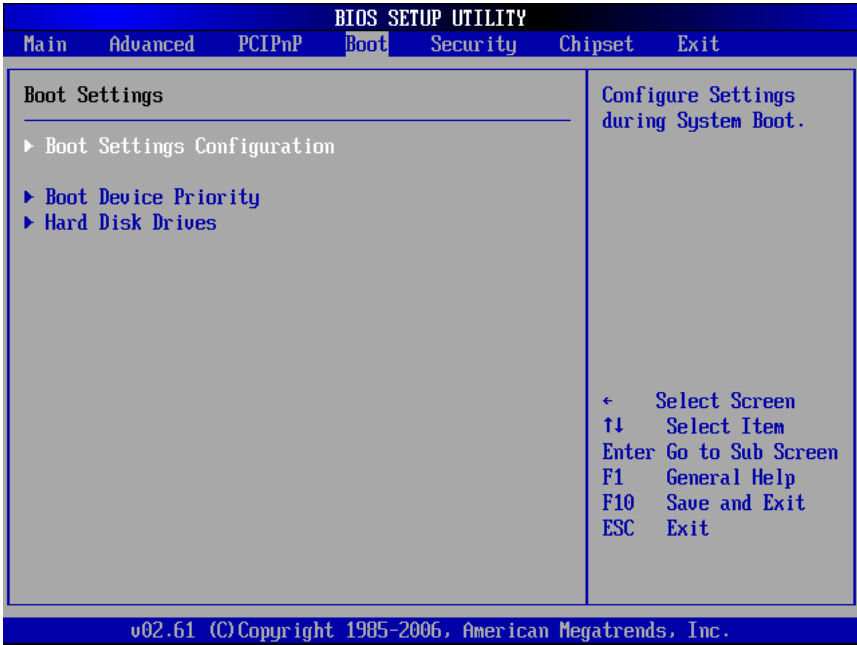 BIOS SETUP UTILITY
Main Advanced PCIPnP Boot Security Chipset Exit
Boot Settings
▶ Boot Settings Configuration
▶ Boot Device Priority
▶ Hard Disk Drives
Configure Settings
during System Boot.
← Select Screen
↑↓ Select Item
Enter Go to Sub Screen
F1 General Help
F10 Save and Exit
ESC Exit
v02.61 (C)Copyright 1985-2006, American Megatrends, Inc.